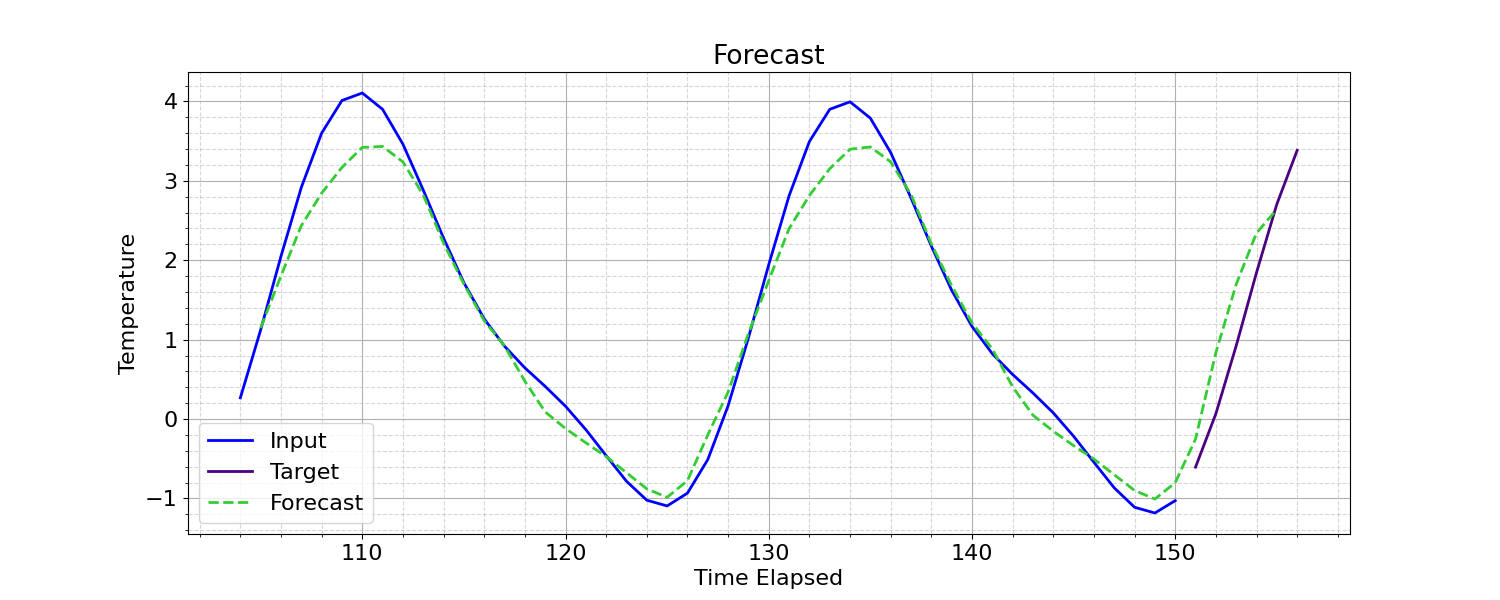 Forecast
4
3
2
1
0
−1
Temperature
Input
Target
Forecast
110 120 130 140 150
Time Elapsed